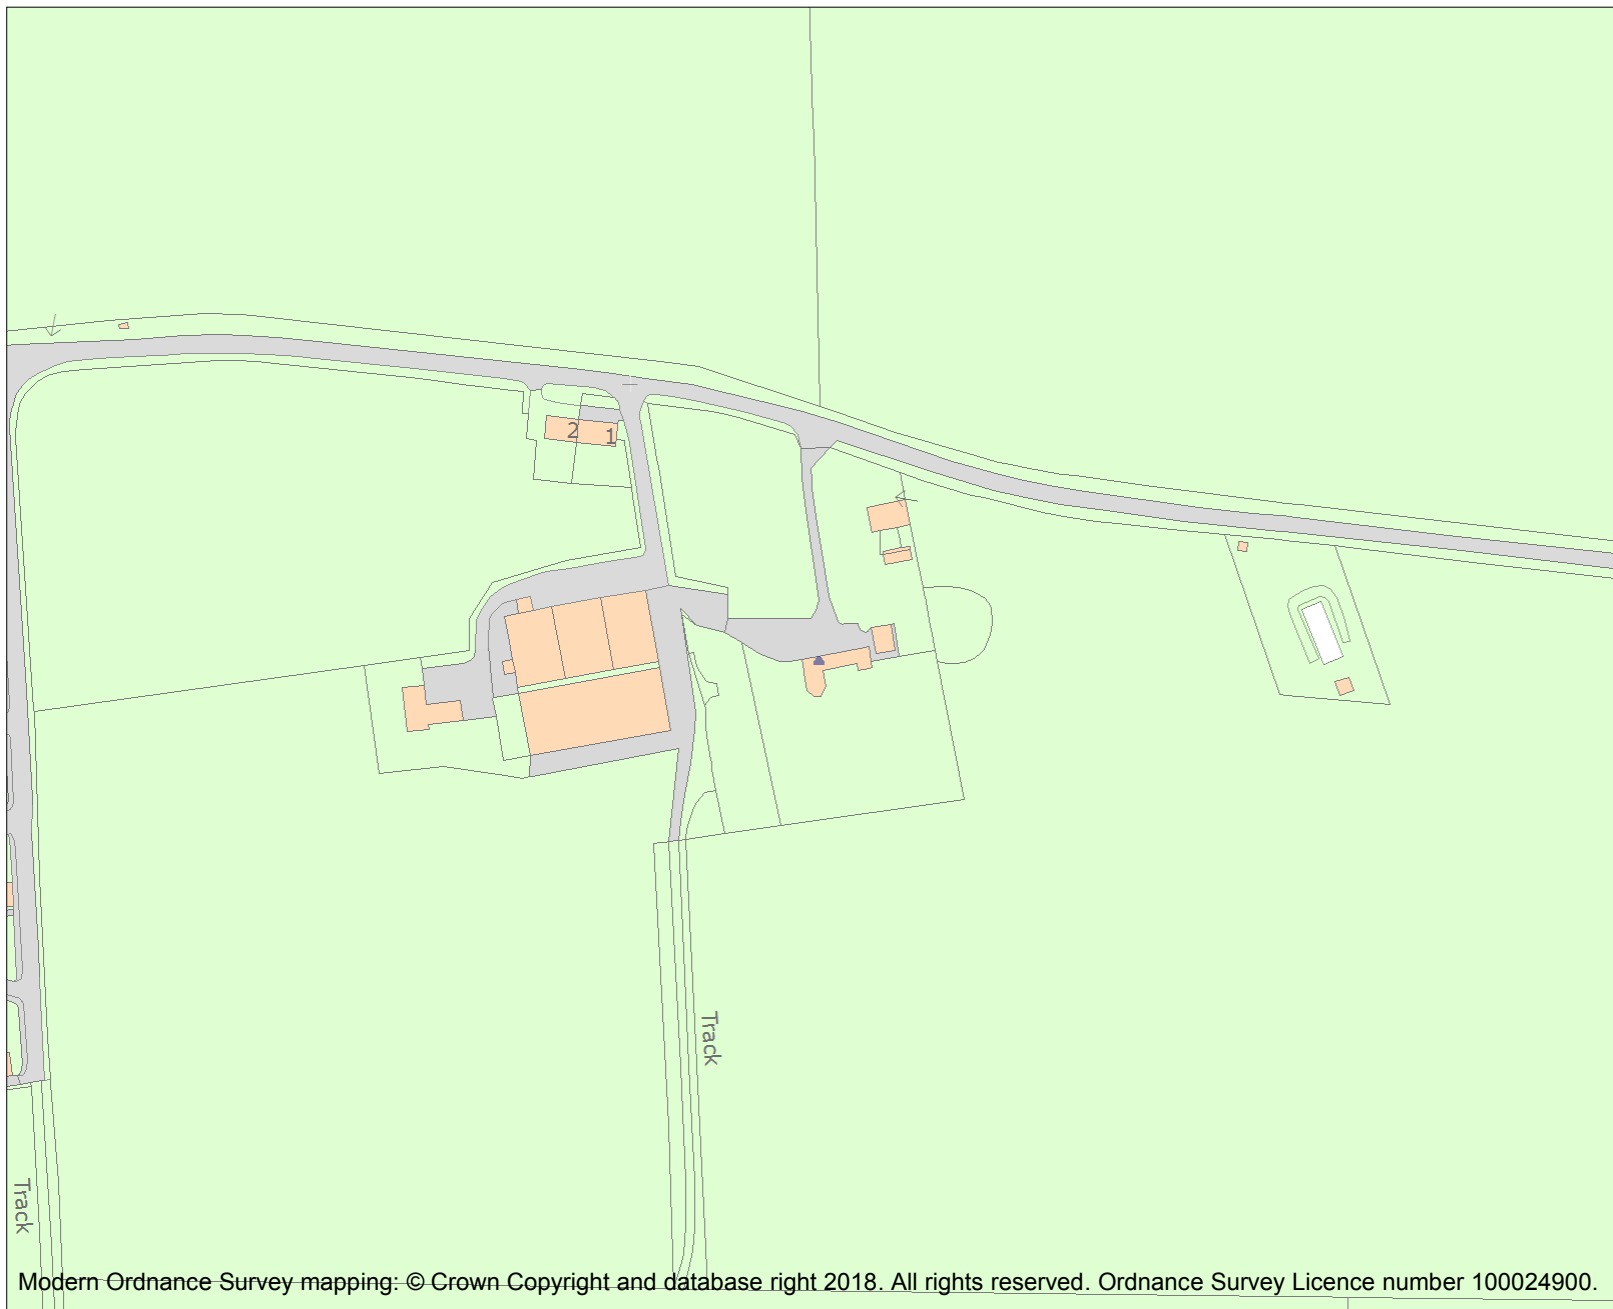 2
1
Track
Track
Modern Ordnance Survey mapping: © Crown Copyright and database right 2018. All rights reserved. Ordnance Survey Licence number 100024900.